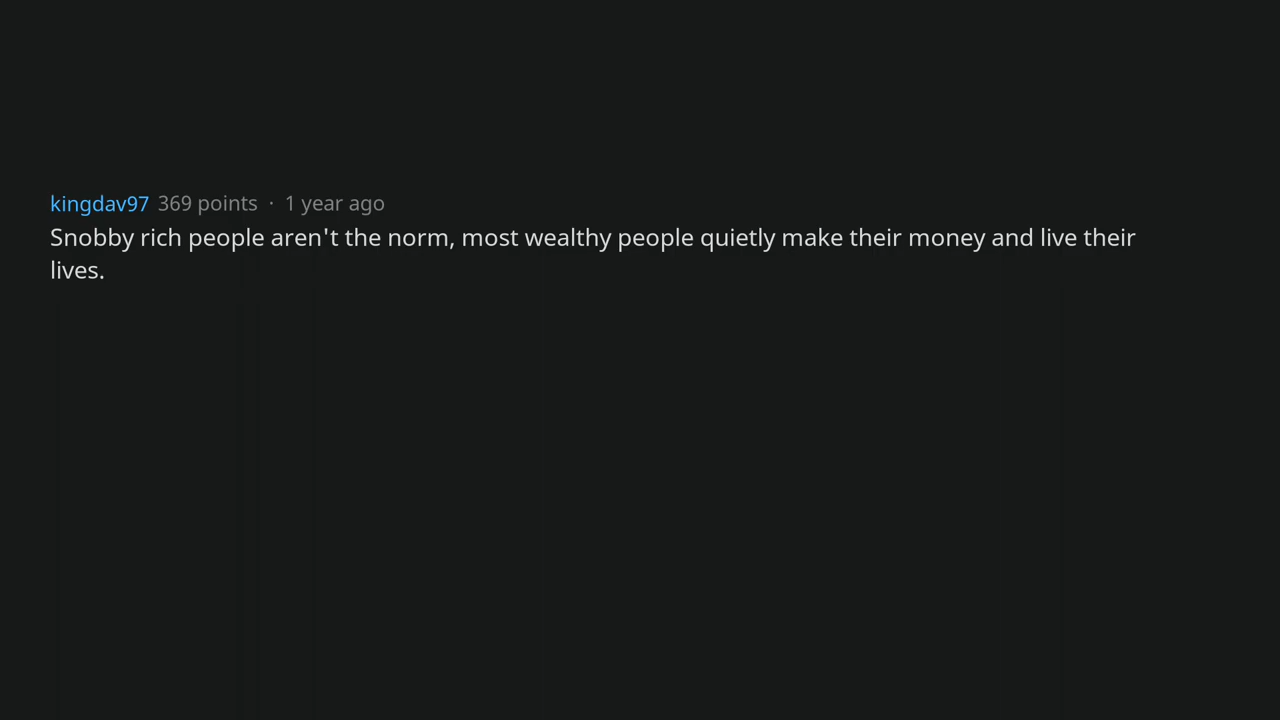 kingdav97 369 points · 1 year ago
Snobby rich people aren't the norm, most wealthy people quietly make their money and live their
lives.